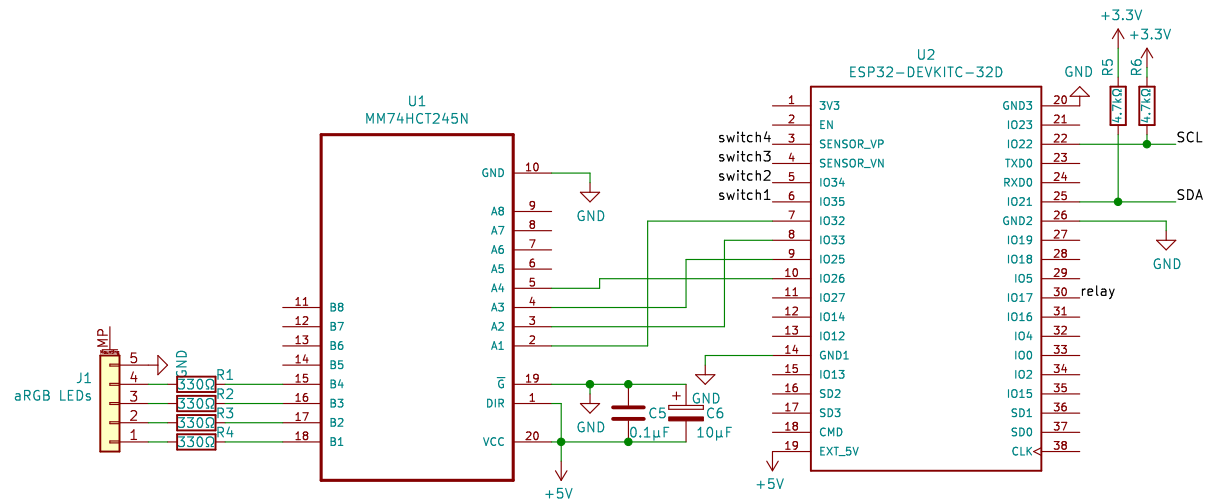 +3.3V
+3.3V
U2
ESP32-DEVKITC-32D
GND
R5
R6
4.7kΩ
4.7kΩ
U1
MM74HCT245N
1 3V3 GND3 20
2 EN IO23 21
switch4 3 SENSOR_VP IO22 22 SCL
switch3 4 SENSOR_VN TXD0 23
switch2 5 IO34 RXD0 24
switch1 6 IO35 IO21 25 SDA
7 IO32 GND2 26
8 IO33 IO19 27
9 IO25 IO18 28
10 IO26 IO5 29
11 IO27 IO17 30 relay
12 IO14 IO16 31
13 IO12 IO4 32
14 GND1 IO0 33
15 IO13 IO2 34
16 SD2 IO15 35
17 SD3 SD1 36
18 CMD SD0 37
19 EXT_5V CLK 38
GND
GND
+5V
GND 10
GND
A8 9
A7 8
A6 7
A5 6
A4 5
A3 4
A2 3
A1 2
G 19
DIR 1
VCC 20
11 B8
12 B7
13 B6
14 B5
15 B4
16 B3
17 B2
18 B1
GND
+
C5
0.1µF
C6
10µF
+5V
MP
J1
aRGB LEDs
5
4
3
2
1
GND
330Ω R1
330Ω R2
330Ω R3
330Ω R4